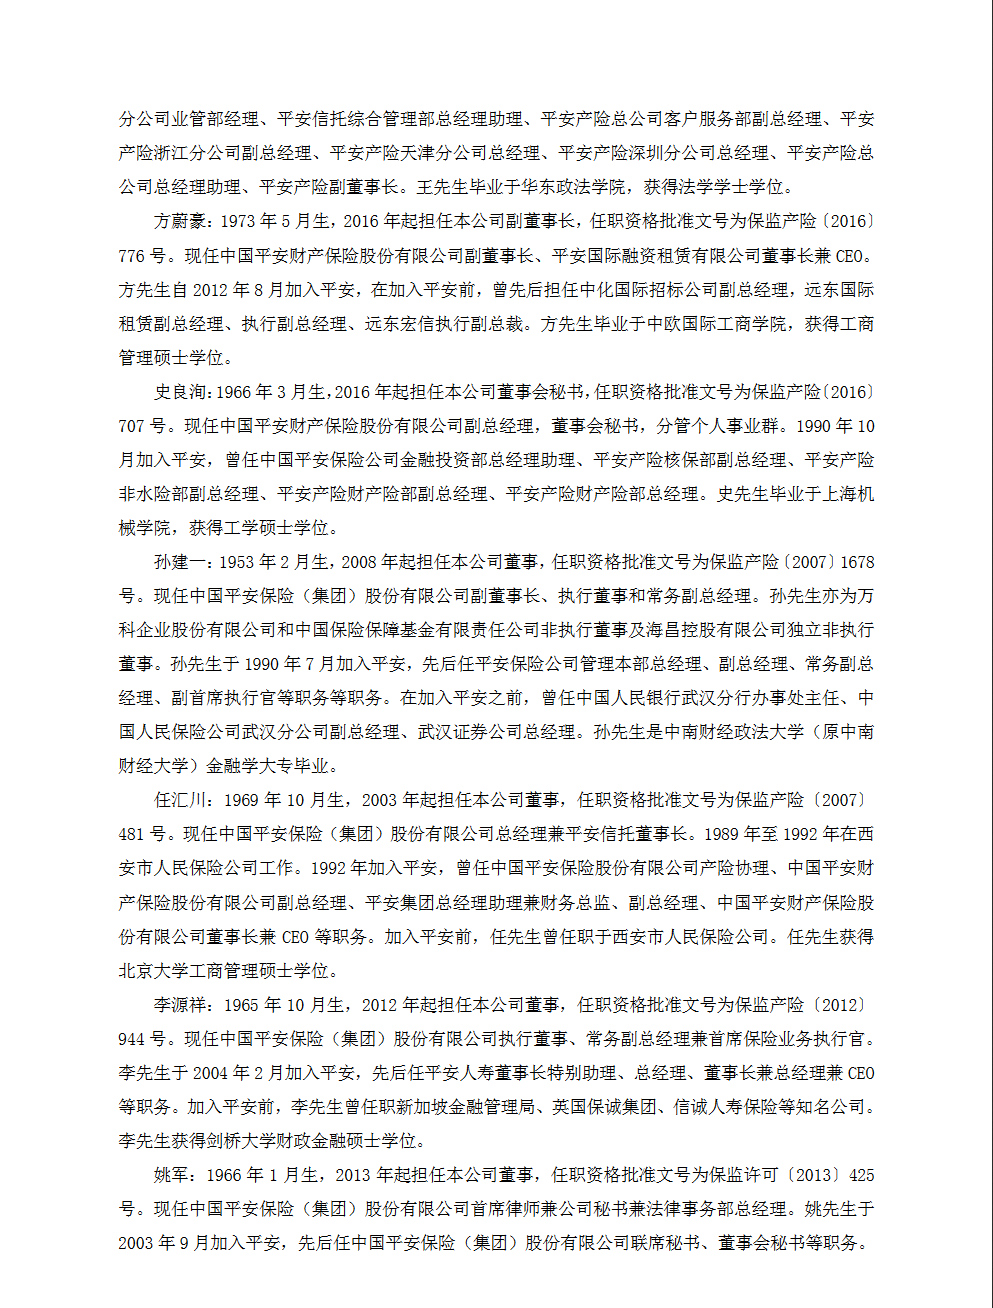 分公司业管部经理、平安信托综合管理部总经理助理、平安产险总公司客户服务部副总经理、平安
产险浙江分公司副总经理、平安产险天津分公司总经理、平安产险深圳分公司总经理、平安产险总
公司总经理助理、平安产险副董事长。王先生毕业于华东政法学院，获得法学学士学位。
方蔚豪：1973 年 5 月生，2016 年起担任本公司副董事长，任职资格批准文号为保监产险〔2016〕
776 号。现任中国平安财产保险股份有限公司副董事长、平安国际融资租赁有限公司董事长兼 CEO。
方先生自 2012 年 8 月加入平安，在加入平安前，曾先后担任中化国际招标公司副总经理，远东国际
租赁副总经理、执行副总经理、远东宏信执行副总裁。方先生毕业于中欧国际工商学院，获得工商
管理硕士学位。
史良洵：1966 年 3 月生，2016 年起担任本公司董事会秘书，任职资格批准文号为保监产险〔2016〕
707 号。现任中国平安财产保险股份有限公司副总经理，董事会秘书，分管个人事业群。1990 年 10
月加入平安，曾任中国平安保险公司金融投资部总经理助理、平安产险核保部副总经理、平安产险
非水险部副总经理、平安产险财产险部副总经理、平安产险财产险部总经理。史先生毕业于上海机
械学院，获得工学硕士学位。
孙建一：1953 年 2 月生，2008 年起担任本公司董事，任职资格批准文号为保监产险〔2007〕1678
号。现任中国平安保险（集团）股份有限公司副董事长、执行董事和常务副总经理。孙先生亦为万
科企业股份有限公司和中国保险保障基金有限责任公司非执行董事及海昌控股有限公司独立非执行
董事。孙先生于 1990 年 7 月加入平安，先后任平安保险公司管理本部总经理、副总经理、常务副总
经理、副首席执行官等职务等职务。在加入平安之前，曾任中国人民银行武汉分行办事处主任、中
国人民保险公司武汉分公司副总经理、武汉证券公司总经理。孙先生是中南财经政法大学（原中南
财经大学）金融学大专毕业。
任汇川：1969 年 10 月生，2003 年起担任本公司董事，任职资格批准文号为保监产险〔2007〕
481 号。现任中国平安保险（集团）股份有限公司总经理兼平安信托董事长。1989 年至 1992 年在西
安市人民保险公司工作。1992 年加入平安，曾任中国平安保险股份有限公司产险协理、中国平安财
产保险股份有限公司副总经理、平安集团总经理助理兼财务总监、副总经理、中国平安财产保险股
份有限公司董事长兼 CEO 等职务。加入平安前，任先生曾任职于西安市人民保险公司。任先生获得
北京大学工商管理硕士学位。
李源祥：1965 年 10 月生，2012 年起担任本公司董事，任职资格批准文号为保监产险〔2012〕
944 号。现任中国平安保险（集团）股份有限公司执行董事、常务副总经理兼首席保险业务执行官。
李先生于 2004 年 2 月加入平安，先后任平安人寿董事长特别助理、总经理、董事长兼总经理兼 CEO
等职务。加入平安前，李先生曾任职新加坡金融管理局、英国保诚集团、信诚人寿保险等知名公司。
李先生获得剑桥大学财政金融硕士学位。
姚军：1966 年 1 月生，2013 年起担任本公司董事，任职资格批准文号为保监许可〔2013〕425
号。现任中国平安保险（集团）股份有限公司首席律师兼公司秘书兼法律事务部总经理。姚先生于
2003 年 9 月加入平安，先后任中国平安保险（集团）股份有限公司联席秘书、董事会秘书等职务。